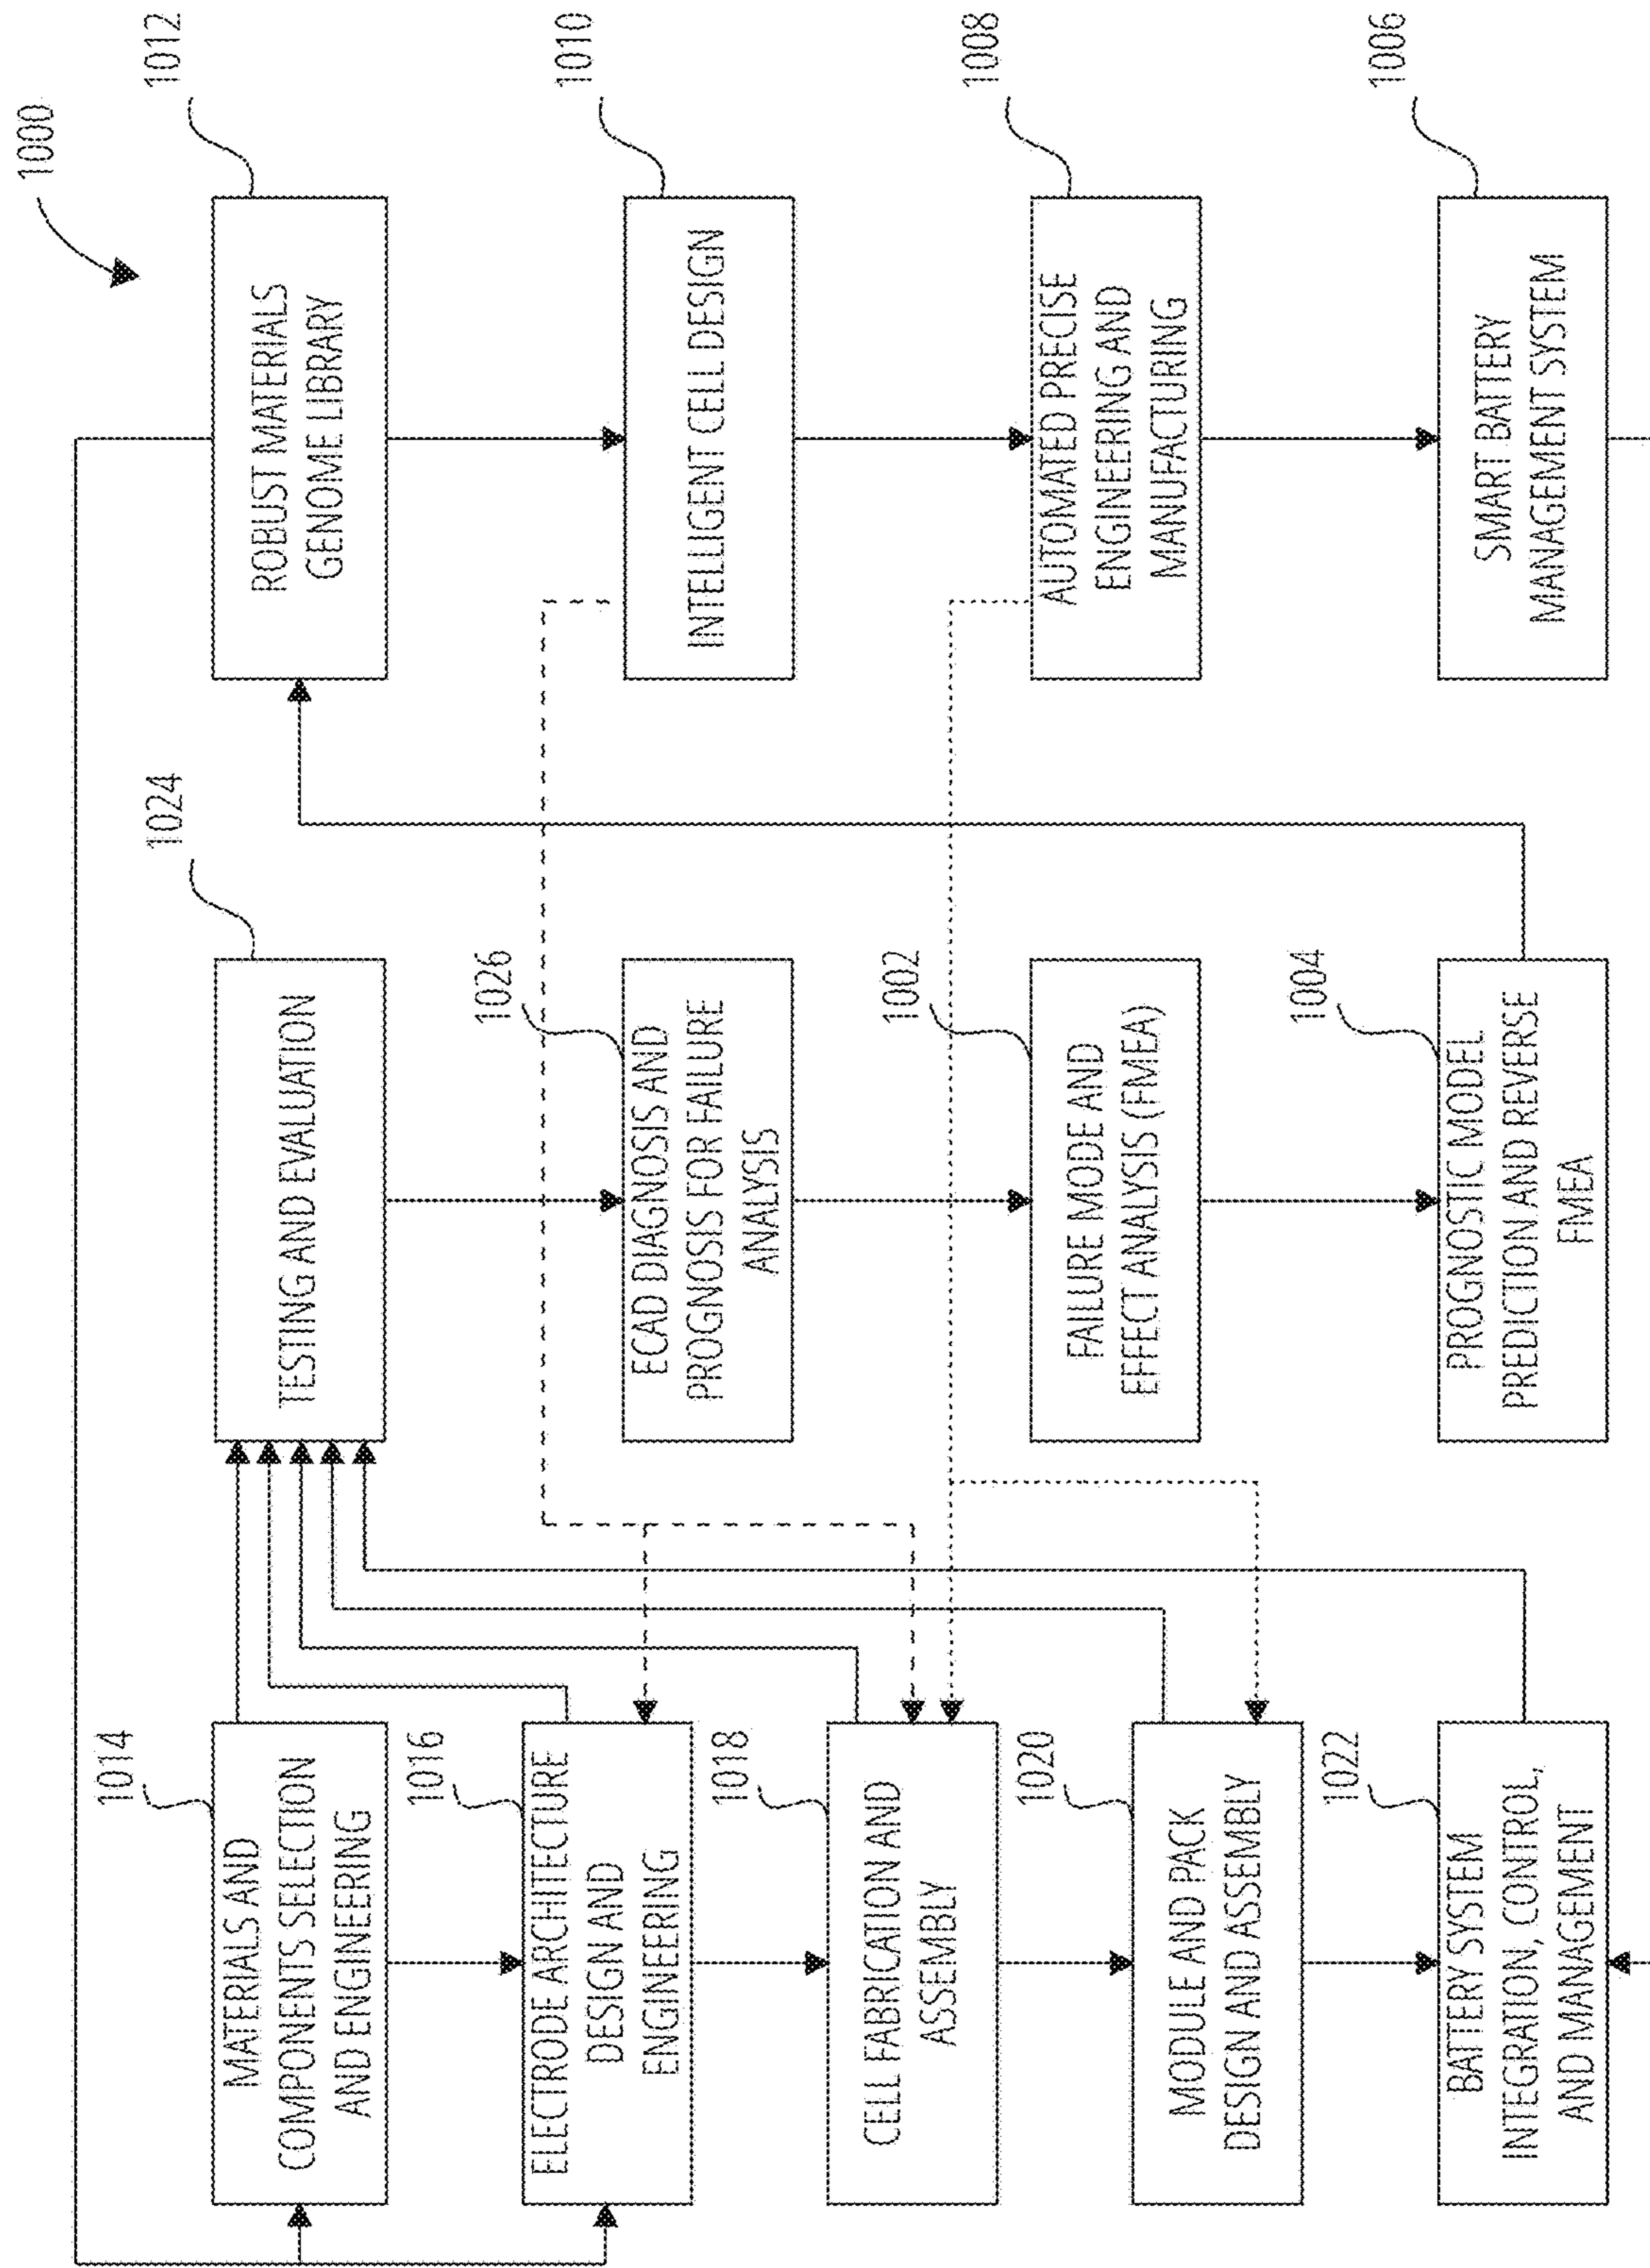 1000
1014
MATERIALS AND
COMPONENTS SELECTION
AND ENGINEERING
1016
ELECTRODE ARCHITECTURE
DESIGN AND
ENGINEERING
1018
CELL FABRICATION AND
ASSEMBLY
1020
MODULE AND PACK
DESIGN AND ASSEMBLY
1022
BATTERY SYSTEM
INTEGRATION, CONTROL,
AND MANAGEMENT
1024
TESTING AND EVALUATION
1026
ECAD DIAGNOSIS AND
PROGNOSIS FOR FAILURE
ANALYSIS
1002
FAILURE MODE AND
EFFECT ANALYSIS (FMEA)
1004
PROGNOSTIC MODEL
PREDICTION AND REVERSE
FMEA
1012
ROBUST MATERIALS
GENOME LIBRARY
1010
INTELLIGENT CELL DESIGN
1008
AUTOMATED PRECISE
ENGINEERING AND
MANUFACTURING
1006
SMART BATTERY
MANAGEMENT SYSTEM